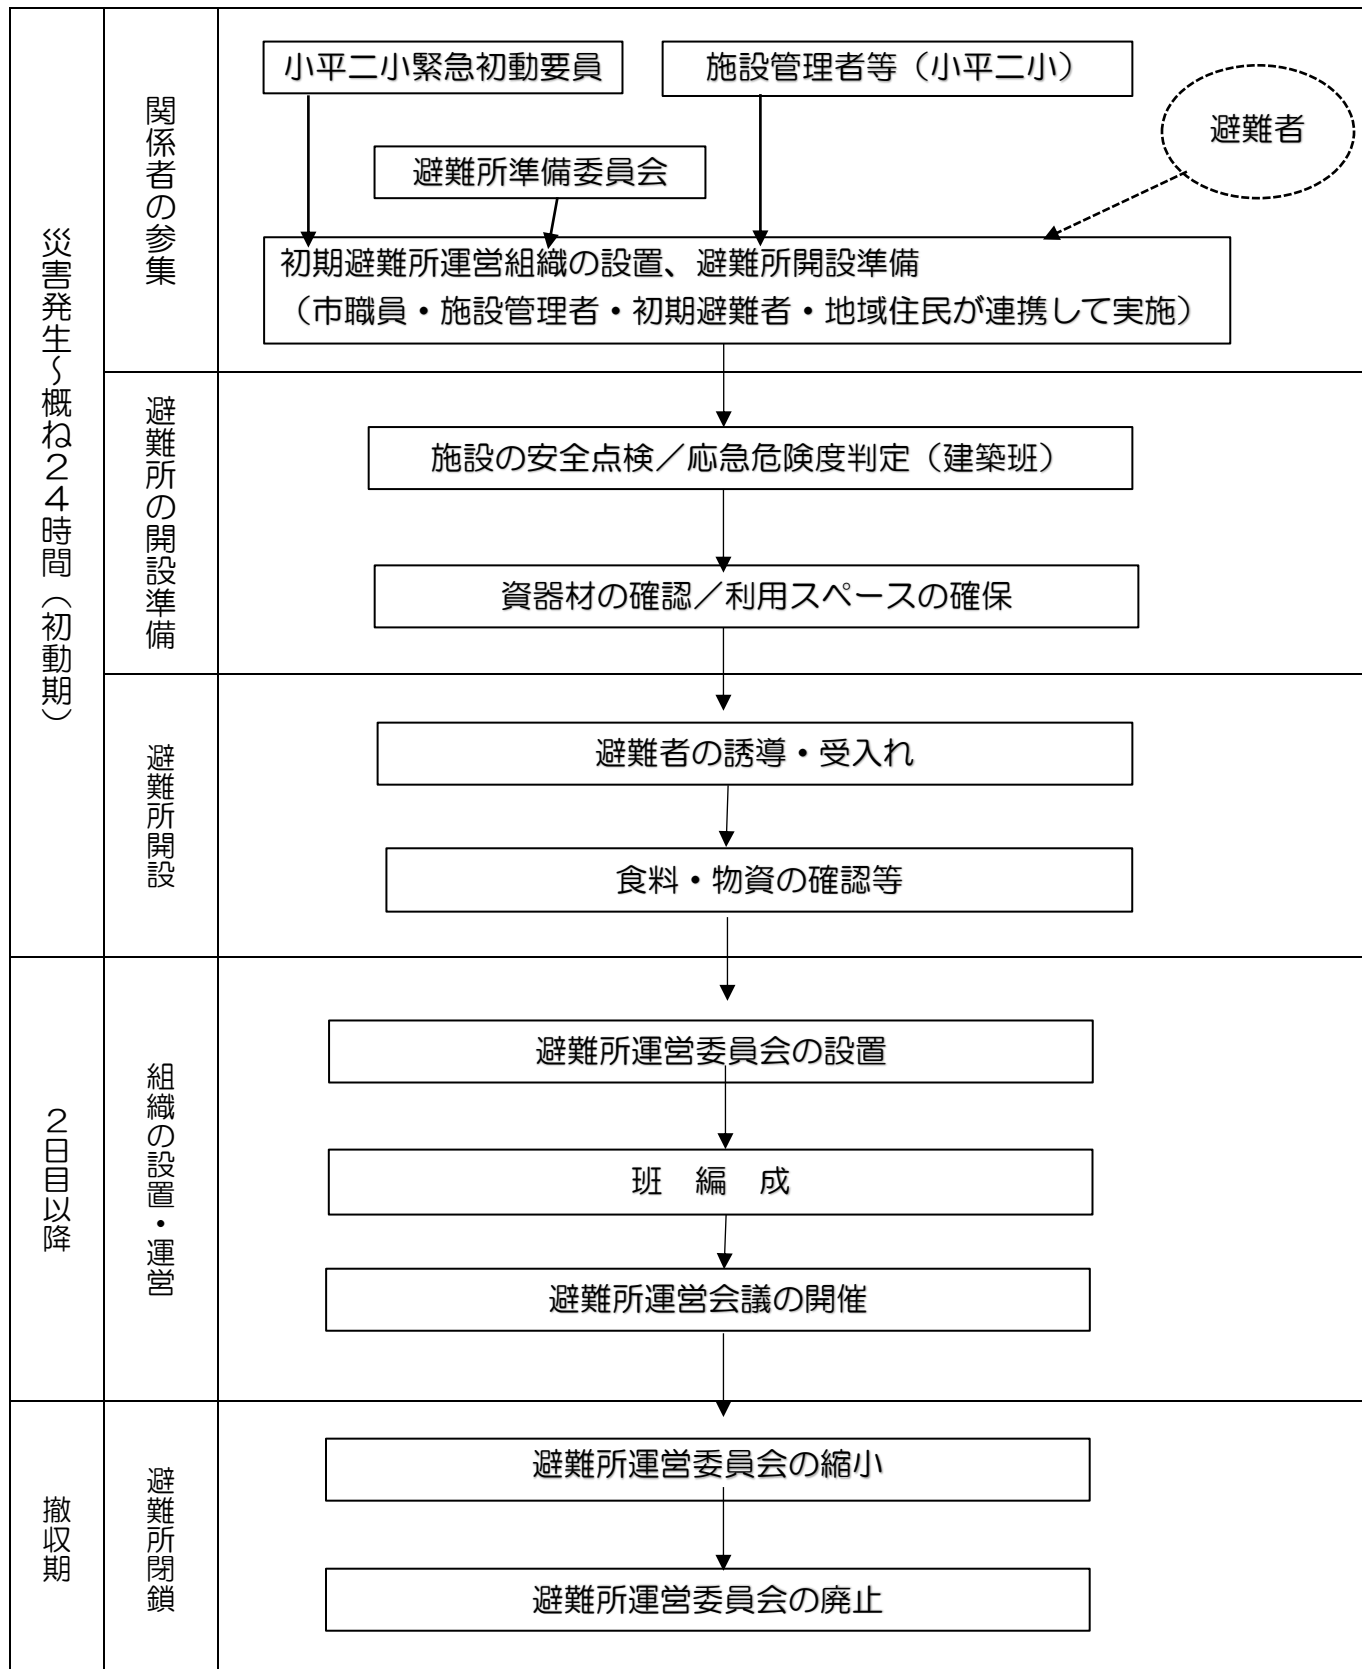 災害発生～概ね２４時間（初動期）
関係者の参集
小平二小緊急初動要員
施設管理者等（小平二小）
避難者
避難所準備委員会
初期避難所運営組織の設置、避難所開設準備
（市職員・施設管理者・初期避難者・地域住民が連携して実施）
避難所の開設準備
施設の安全点検／応急危険度判定（建築班）
資器材の確認／利用スペースの確保
避難所開設
避難者の誘導・受入れ
食料・物資の確認等
２日目以降
組織の設置・運営
避難所運営委員会の設置
班　編　成
避難所運営会議の開催
撤収期
避難所閉鎖
避難所運営委員会の縮小
避難所運営委員会の廃止